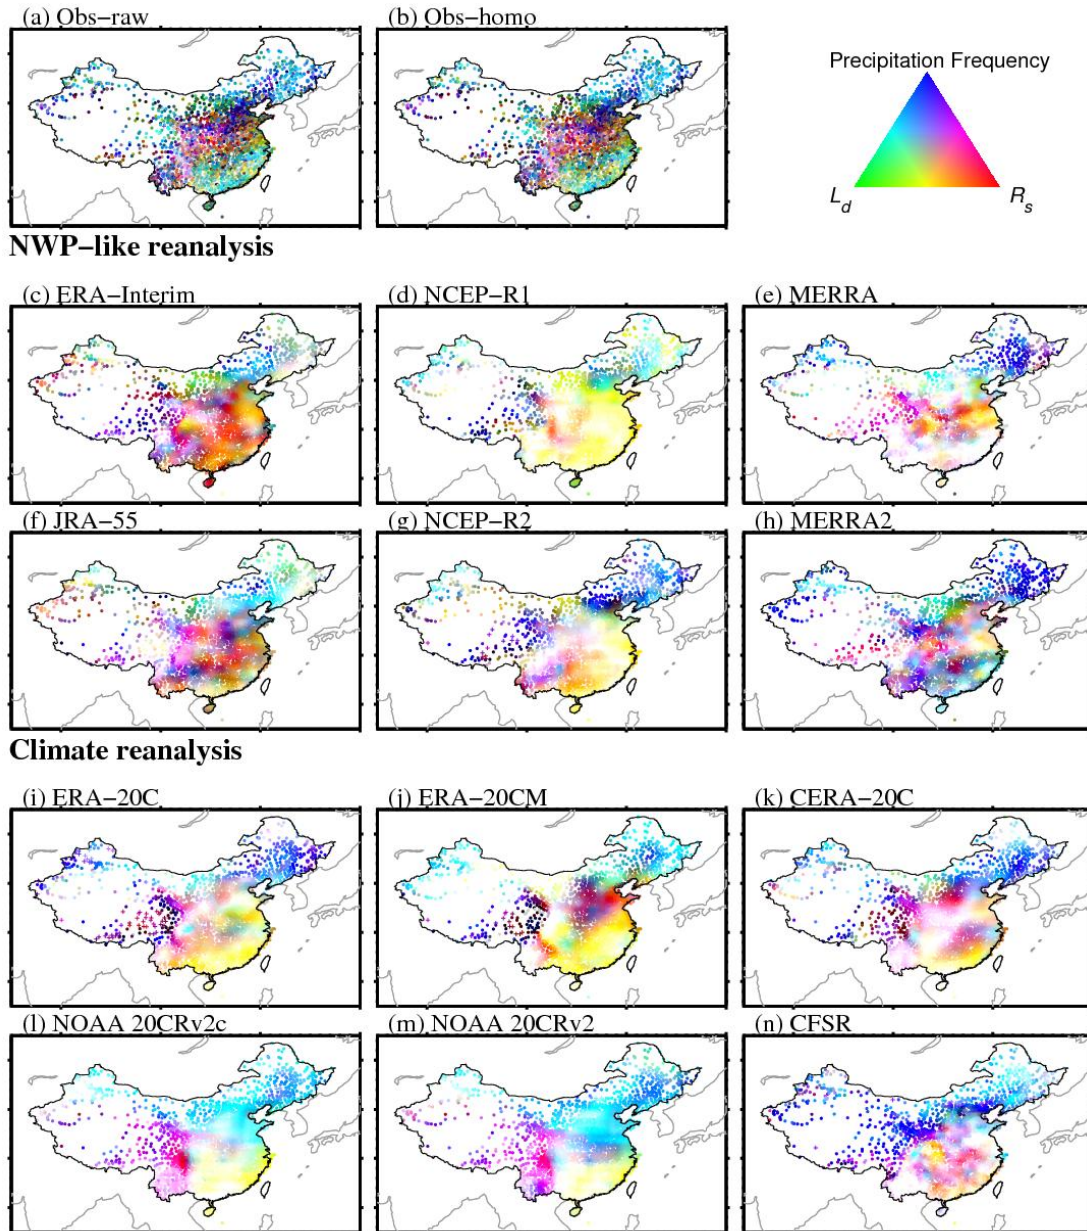 (a) Obs−raw
(b) Obs−homo
Precipitation Frequency
L_d
R_s
NWP−like reanalysis
(c) ERA−Interim
(d) NCEP−R1
(e) MERRA
(f) JRA−55
(g) NCEP−R2
(h) MERRA2
Climate reanalysis
(i) ERA−20C
(j) ERA−20CM
(k) CERA−20C
(l) NOAA 20CRv2c
(m) NOAA 20CRv2
(n) CFSR